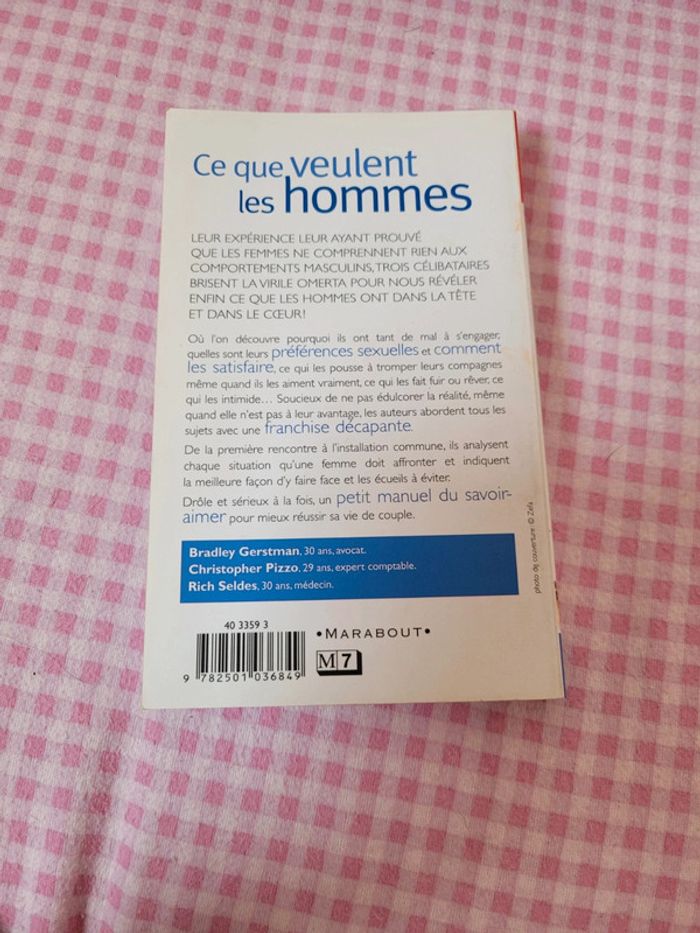 Ce que veulent
les hommes
LEUR EXPÉRIENCE LEUR AYANT PROUVÉ
QUE LES FEMMES NE COMPRENNENT RIEN AUX
COMPORTEMENTS MASCULINS, TROIS CÉLIBATAIRES
BRISENT LA VIRILE OMERTA POUR NOUS RÉVÉLER
ENFIN CE QUE LES HOMMES ONT DANS LA TÊTE
ET DANS LE CŒUR!
Où l'on découvre pourquoi ils ont tant de mal à s'engager,
quelles sont leurs préférences sexuelles et comment
les satisfaire, ce qui les pousse à tromper leurs compagnes
même quand ils les aiment vraiment, ce qui les fait fuir ou rêver, ce
qui les intimide... Soucieux de ne pas édulcorer la réalité, même
quand elle n'est pas à leur avantage, les auteurs abordent tous les
sujets avec une franchise décapante.
De la première rencontre à l'installation commune, ils analysent
chaque situation qu'une femme doit affronter et indiquent
la meilleure façon d'y faire face et les écueils à éviter.
Drôle et sérieux à la fois, un petit manuel du savoir-
aimer pour mieux réussir sa vie de couple.
Bradley Gerstman, 30 ans, avocat.
Christopher Pizzo, 29 ans, expert comptable.
Rich Seldes, 30 ans, médecin.
photo de couverture: © Zefa
40 3359 3
9 782501 036849
• MARABOUT •
M 7